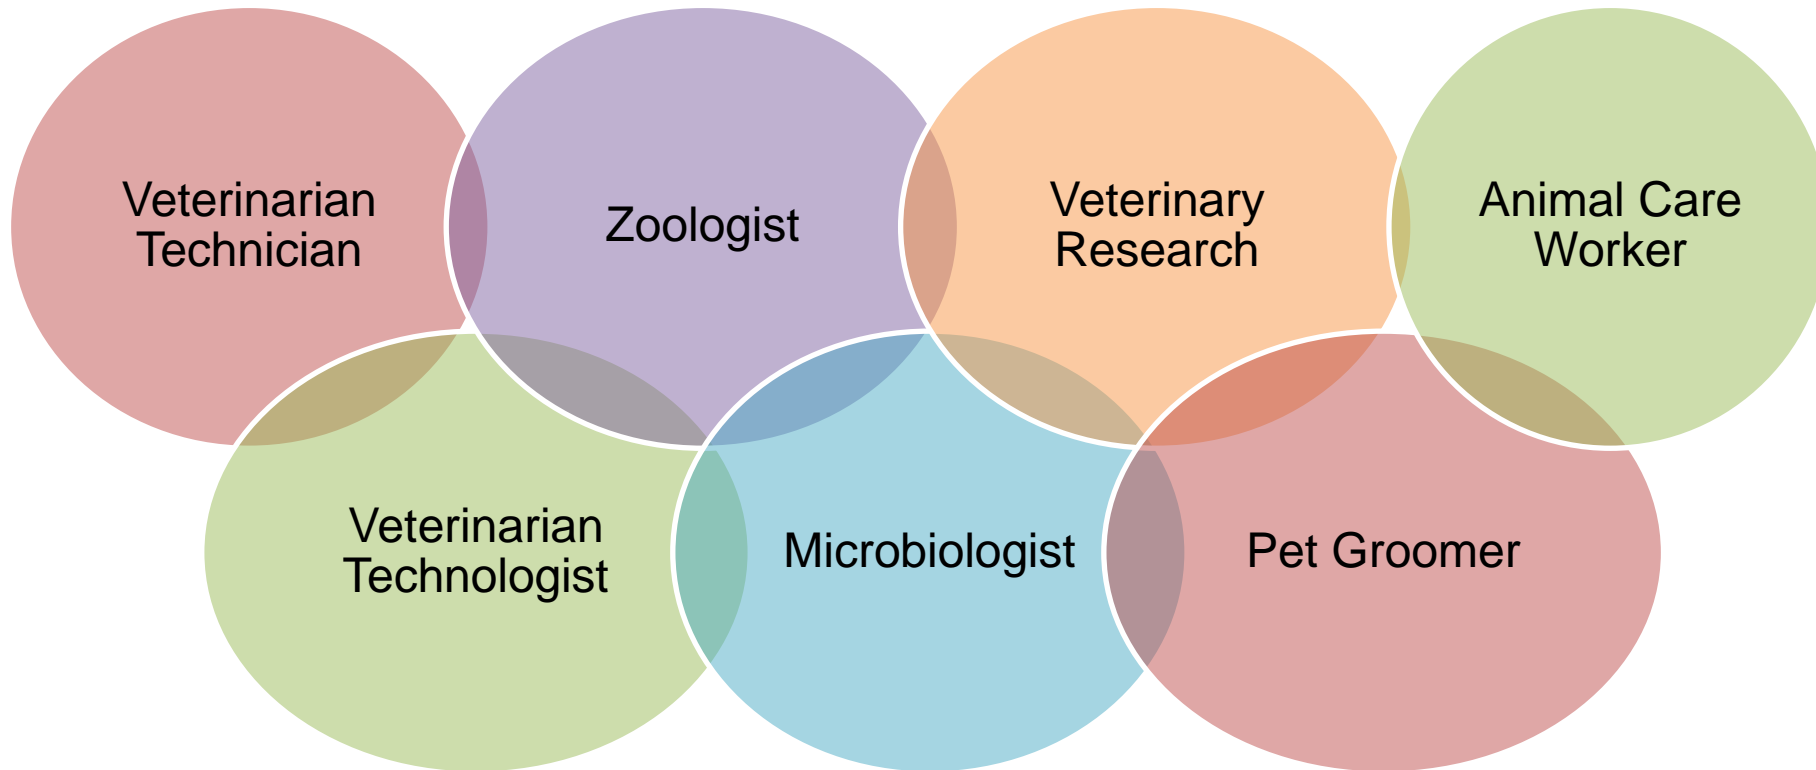 Veterinarian
Technician
Zoologist
Veterinary
Research
Animal Care
Worker
Veterinarian
Technologist
Microbiologist
Pet Groomer